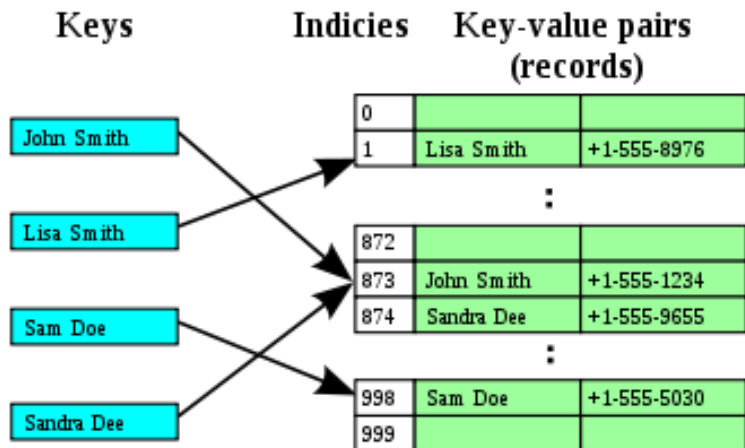 Keys
Indicies
Key-value pairs
(records)
John Smith
Lisa Smith
Sam Doe
Sandra Dee
0
1 Lisa Smith +1-555-8976
:
872
873 John Smith +1-555-1234
874 Sandra Dee +1-555-9655
:
998 Sam Doe +1-555-5030
999